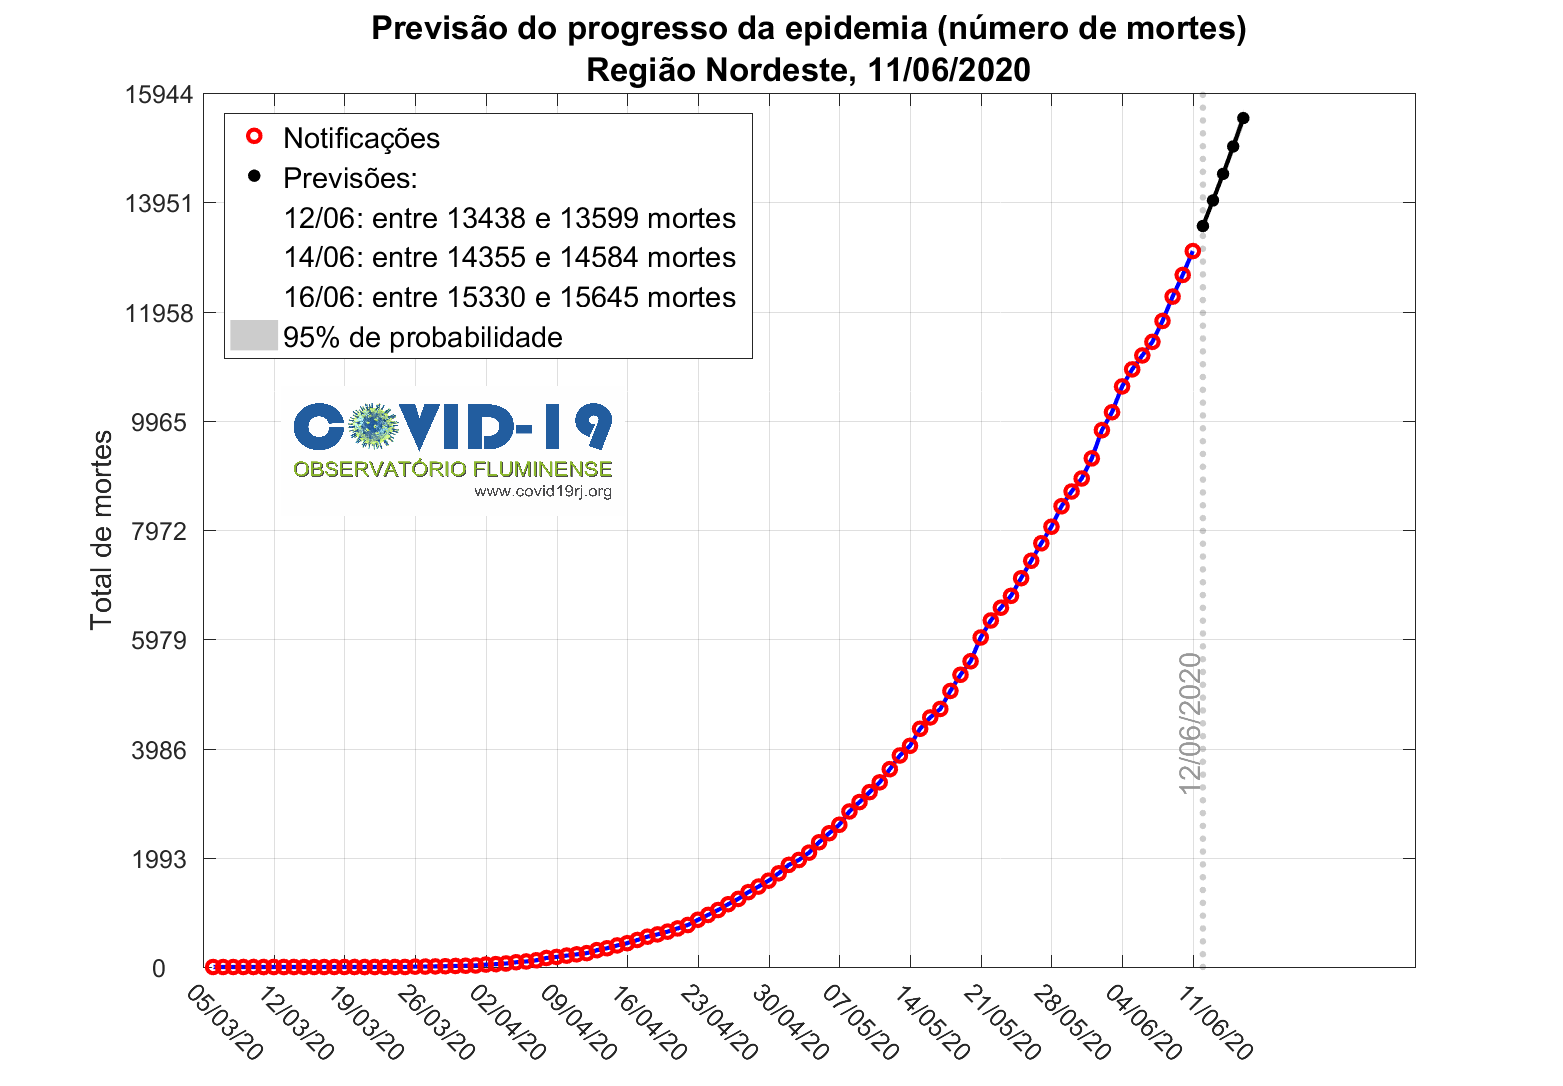 Previsão do progresso da epidemia (número de mortes)
Região Nordeste, 11/06/2020
15944
13951
11958
9965
7972
5979
3986
1993
0
Total de mortes
Notificações
Previsões:
12/06: entre 13438 e 13599 mortes
14/06: entre 14355 e 14584 mortes
16/06: entre 15330 e 15645 mortes
95% de probabilidade
COVID-19
OBSERVATÓRIO FLUMINENSE
www.covid19rj.org
12/06/2020
05/03/20
12/03/20
19/03/20
26/03/20
02/04/20
09/04/20
16/04/20
23/04/20
30/04/20
07/05/20
14/05/20
21/05/20
28/05/20
04/06/20
11/06/20